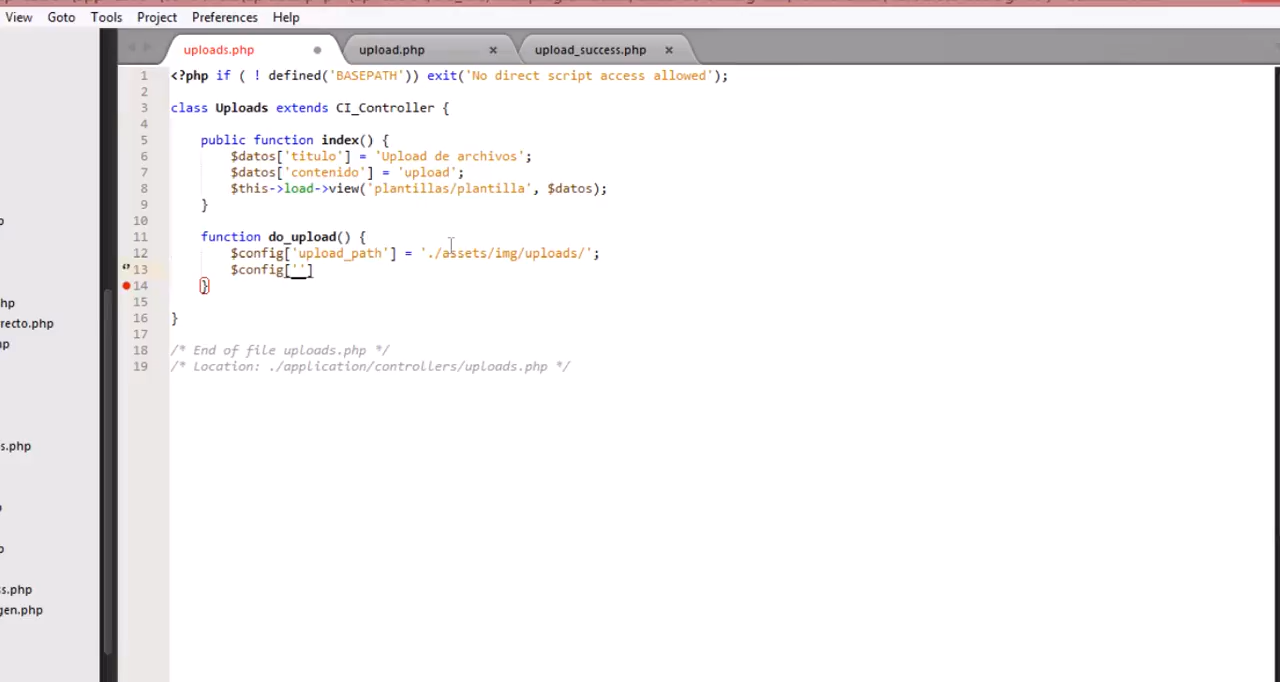 View Goto Tools Project Preferences Help
uploads.php upload.php × upload_success.php ×
1 <?php if ( ! defined('BASEPATH')) exit('No direct script access allowed');
2
3 class Uploads extends CI_Controller {
4
5 public function index() {
6 $datos['titulo'] = 'Upload de archivos';
7 $datos['contenido'] = 'upload';
8 $this->load->view('plantillas/plantilla', $datos);
9 }
10
11 function do_upload() {
12 $config['upload_path'] = './assets/img/uploads/';
13 $config['']
14 }
15
16 }
17
18 /* End of file uploads.php */
19 /* Location: ./application/controllers/uploads.php */
hp
recto.php
s.php
ss.php
gen.php